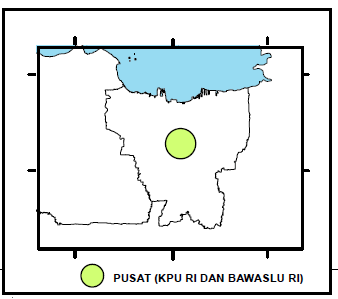 PUSAT (KPU RI DAN BAWASLU RI)